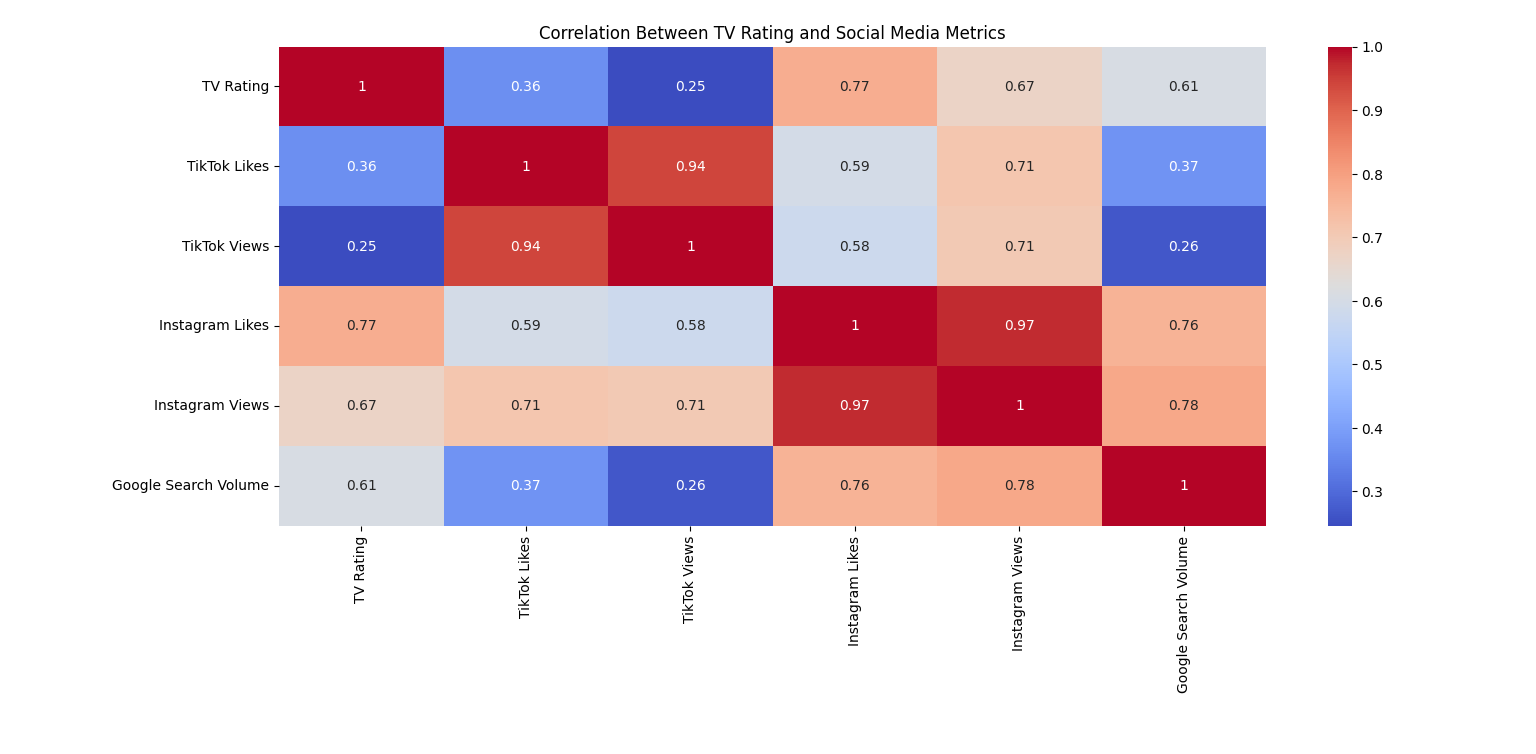 Correlation Between TV Rating and Social Media Metrics
TV Rating 1 0.36 0.25 0.77 0.67 0.61
TikTok Likes 0.36 1 0.94 0.59 0.71 0.37
TikTok Views 0.25 0.94 1 0.58 0.71 0.26
Instagram Likes 0.77 0.59 0.58 1 0.97 0.76
Instagram Views 0.67 0.71 0.71 0.97 1 0.78
Google Search Volume 0.61 0.37 0.26 0.76 0.78 1
TV Rating
TikTok Likes
TikTok Views
Instagram Likes
Instagram Views
Google Search Volume
1.0
0.9
0.8
0.7
0.6
0.5
0.4
0.3